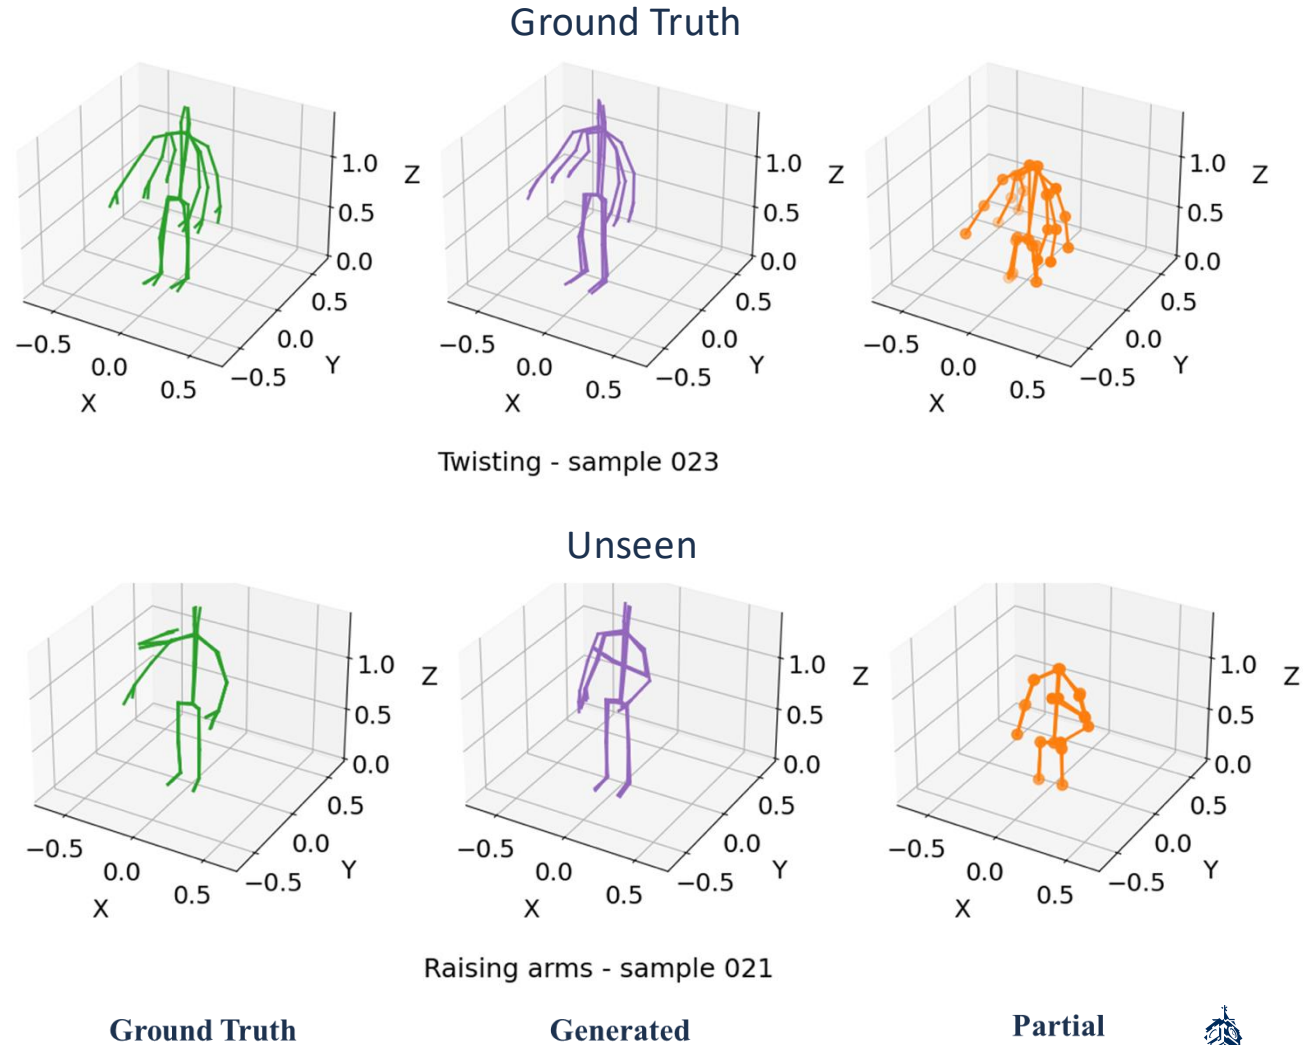 Ground Truth
1.0 Z 1.0 Z 1.0 Z
0.5 0.5 0.5
0.0 0.0 0.0
0.5 0.5 0.5
−0.5 0.0 −0.5 0.0 −0.5 0.0
0.0 Y 0.0 Y 0.0 Y
0.5 −0.5 0.5 −0.5 0.5 −0.5
X X X
Twisting - sample 023
Unseen
1.0 Z 1.0 Z 1.0 Z
0.5 0.5 0.5
0.0 0.0 0.0
0.5 0.5 0.5
−0.5 0.0 −0.5 0.0 −0.5 0.0
0.0 Y 0.0 Y 0.0 Y
0.5 −0.5 0.5 −0.5 0.5 −0.5
X X X
Raising arms - sample 021
Ground Truth Generated Partial